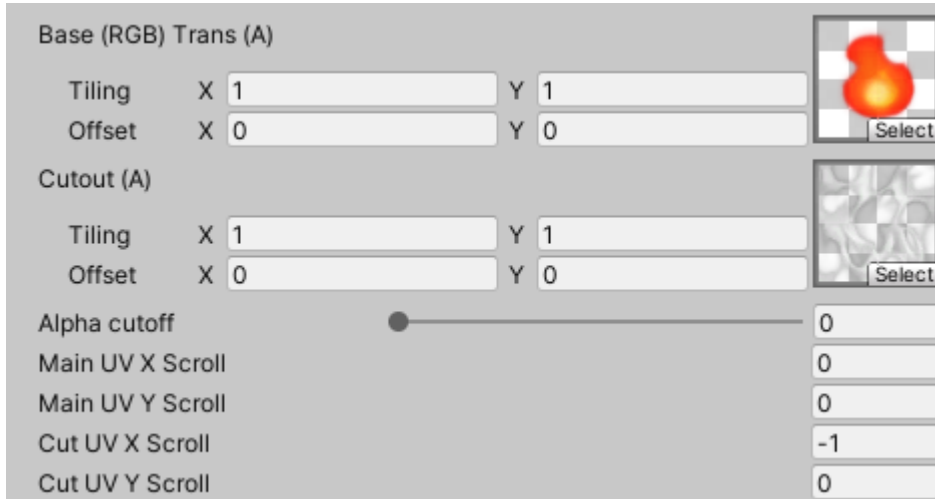 Base (RGB) Trans (A)
Tiling X 1 Y 1
Offset X 0 Y 0
Select
Cutout (A)
Tiling X 1 Y 1
Offset X 0 Y 0
Select
Alpha cutoff 0
Main UV X Scroll 0
Main UV Y Scroll 0
Cut UV X Scroll -1
Cut UV Y Scroll 0